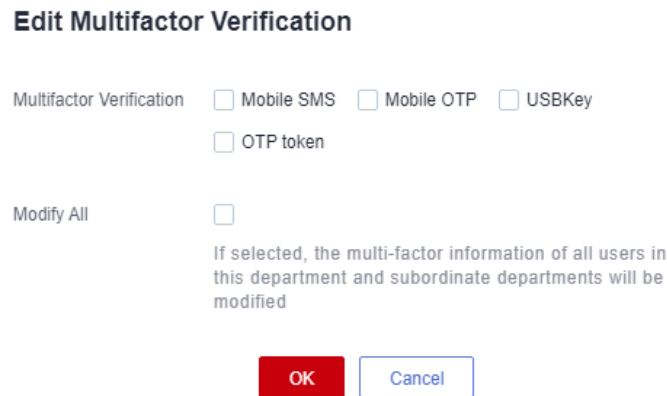 Edit Multifactor Verification
Multifactor Verification Mobile SMS Mobile OTP USBKey
OTP token
Modify All
If selected, the multi-factor information of all users in
this department and subordinate departments will be
modified
OK Cancel